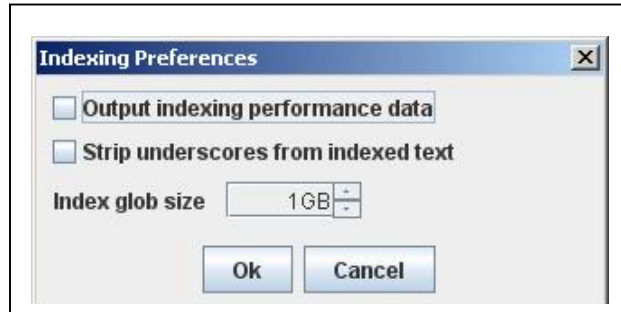 Indexing Preferences
Output indexing performance data
Strip underscores from indexed text
Index glob size 1GB
Ok Cancel